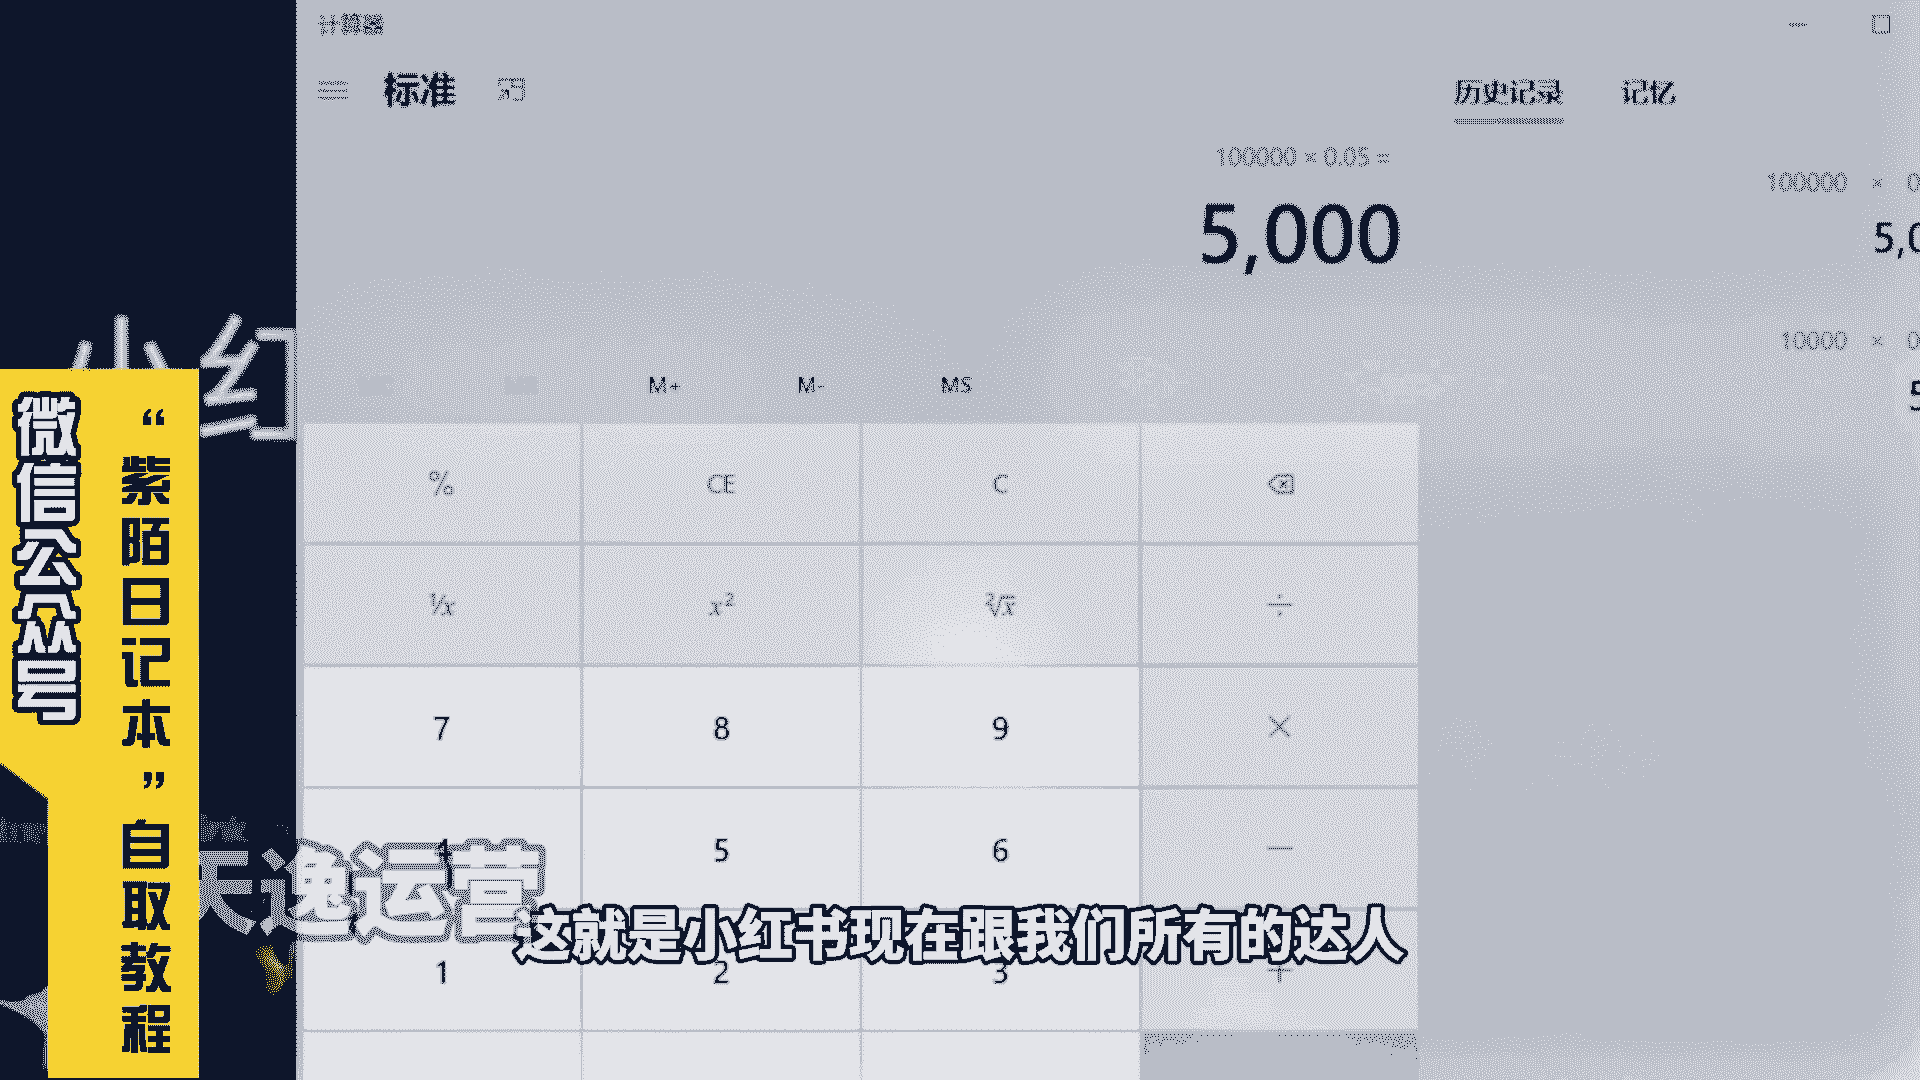 计算器
标准
历史记录
记忆
100000 × 0.05 =
5,000
100000 × 0
5,0
10000 × 0
5
小红
M+ M- MS
% CE C
¹/x x² ²√x ÷
7 8 9 ×
4 5 6 −
1 2 3 +
微信公众号
“紫陌日记本”自取教程
天逸运营
这就是小红书现在跟我们所有的达人